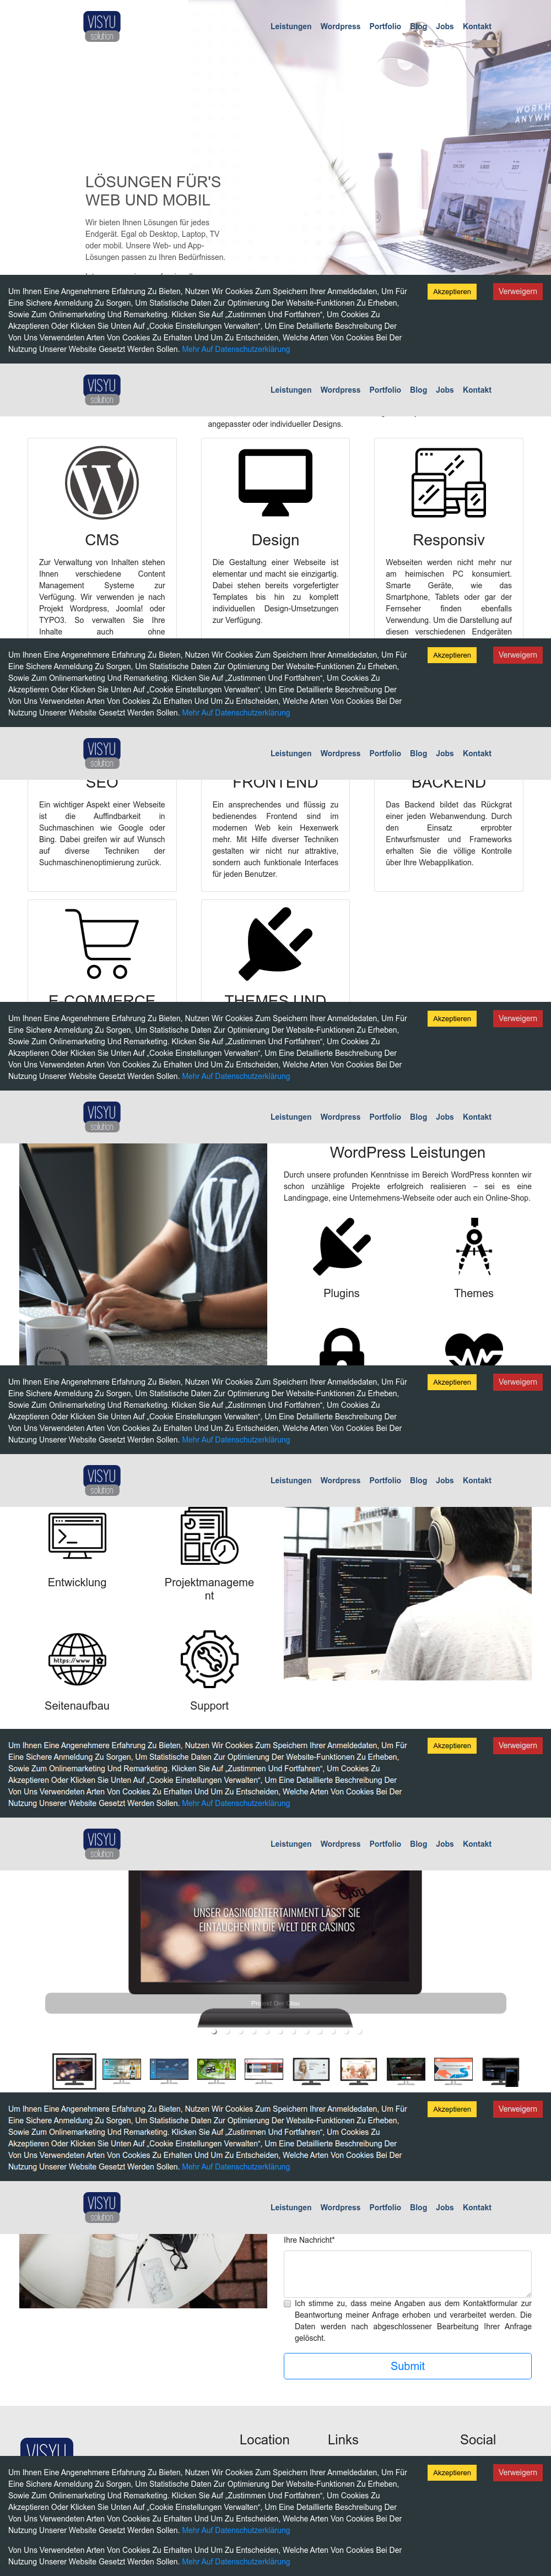 VISYU
solution
Leistungen Wordpress Portfolio Blog Jobs Kontakt
WORKH
ANYWH
LÖSUNGEN FÜR'S
WEB UND MOBIL
Wir bieten Ihnen Lösungen für jedes
Endgerät. Egal ob Desktop, Laptop, TV
oder mobil. Unsere Web- und App-
Lösungen passen zu Ihren Bedürfnissen.
Um Ihnen Eine Angenehmere Erfahrung Zu Bieten, Nutzen Wir Cookies Zum Speichern Ihrer Anmeldedaten, Um Für
Eine Sichere Anmeldung Zu Sorgen, Um Statistische Daten Zur Optimierung Der Website-Funktionen Zu Erheben,
Sowie Zum Onlinemarketing Und Remarketing. Klicken Sie Auf „Zustimmen Und Fortfahren“, Um Cookies Zu
Akzeptieren Oder Klicken Sie Unten Auf „Cookie Einstellungen Verwalten“, Um Eine Detaillierte Beschreibung Der
Von Uns Verwendeten Arten Von Cookies Zu Erhalten Und Um Zu Entscheiden, Welche Arten Von Cookies Bei Der
Nutzung Unserer Website Gesetzt Werden Sollen. Mehr Auf Datenschutzerklärung
Akzeptieren
Verweigern
VISYU
solution
Leistungen Wordpress Portfolio Blog Jobs Kontakt
angepasster oder individueller Designs.
CMS
Zur Verwaltung von Inhalten stehen
Ihnen verschiedene Content
Management Systeme zur
Verfügung. Wir verwenden je nach
Projekt Wordpress, Joomla! oder
TYPO3. So verwalten Sie Ihre
Inhalte auch ohne
Design
Die Gestaltung einer Webseite ist
elementar und macht sie einzigartig.
Dabei stehen bereits vorgefertigter
Templates bis hin zu komplett
individuellen Design-Umsetzungen
zur Verfügung.
Responsiv
Webseiten werden nicht mehr nur
am heimischen PC konsumiert.
Smarte Geräte, wie das
Smartphone, Tablets oder gar der
Fernseher finden ebenfalls
Verwendung. Um die Darstellung auf
diesen verschiedenen Endgeräten
Um Ihnen Eine Angenehmere Erfahrung Zu Bieten, Nutzen Wir Cookies Zum Speichern Ihrer Anmeldedaten, Um Für
Eine Sichere Anmeldung Zu Sorgen, Um Statistische Daten Zur Optimierung Der Website-Funktionen Zu Erheben,
Sowie Zum Onlinemarketing Und Remarketing. Klicken Sie Auf „Zustimmen Und Fortfahren“, Um Cookies Zu
Akzeptieren Oder Klicken Sie Unten Auf „Cookie Einstellungen Verwalten“, Um Eine Detaillierte Beschreibung Der
Von Uns Verwendeten Arten Von Cookies Zu Erhalten Und Um Zu Entscheiden, Welche Arten Von Cookies Bei Der
Nutzung Unserer Website Gesetzt Werden Sollen. Mehr Auf Datenschutzerklärung
Akzeptieren
Verweigern
VISYU
solution
Leistungen Wordpress Portfolio Blog Jobs Kontakt
SEO
Ein wichtiger Aspekt einer Webseite
ist die Auffindbarkeit in
Suchmaschinen wie Google oder
Bing. Dabei greifen wir auf Wunsch
auf diverse Techniken der
Suchmaschinenoptimierung zurück.
FRONTEND
Ein ansprechendes und flüssig zu
bedienendes Frontend sind im
modernen Web kein Hexenwerk
mehr. Mit Hilfe diverser Techniken
gestalten wir nicht nur attraktive,
sondern auch funktionale Interfaces
für jeden Benutzer.
BACKEND
Das Backend bildet das Rückgrat
einer jeden Webanwendung. Durch
den Einsatz erprobter
Entwurfsmuster und Frameworks
erhalten Sie die völlige Kontrolle
über Ihre Webapplikation.
E-COMMERCE
THEMES UND
Um Ihnen Eine Angenehmere Erfahrung Zu Bieten, Nutzen Wir Cookies Zum Speichern Ihrer Anmeldedaten, Um Für
Eine Sichere Anmeldung Zu Sorgen, Um Statistische Daten Zur Optimierung Der Website-Funktionen Zu Erheben,
Sowie Zum Onlinemarketing Und Remarketing. Klicken Sie Auf „Zustimmen Und Fortfahren“, Um Cookies Zu
Akzeptieren Oder Klicken Sie Unten Auf „Cookie Einstellungen Verwalten“, Um Eine Detaillierte Beschreibung Der
Von Uns Verwendeten Arten Von Cookies Zu Erhalten Und Um Zu Entscheiden, Welche Arten Von Cookies Bei Der
Nutzung Unserer Website Gesetzt Werden Sollen. Mehr Auf Datenschutzerklärung
Akzeptieren
Verweigern
VISYU
solution
Leistungen Wordpress Portfolio Blog Jobs Kontakt
WordPress Leistungen
Durch unsere profunden Kenntnisse im Bereich WordPress konnten wir
schon unzählige Projekte erfolgreich realisieren – sei es eine
Landingpage, eine Unternehmens-Webseite oder auch ein Online-Shop.
Plugins
Themes
Um Ihnen Eine Angenehmere Erfahrung Zu Bieten, Nutzen Wir Cookies Zum Speichern Ihrer Anmeldedaten, Um Für
Eine Sichere Anmeldung Zu Sorgen, Um Statistische Daten Zur Optimierung Der Website-Funktionen Zu Erheben,
Sowie Zum Onlinemarketing Und Remarketing. Klicken Sie Auf „Zustimmen Und Fortfahren“, Um Cookies Zu
Akzeptieren Oder Klicken Sie Unten Auf „Cookie Einstellungen Verwalten“, Um Eine Detaillierte Beschreibung Der
Von Uns Verwendeten Arten Von Cookies Zu Erhalten Und Um Zu Entscheiden, Welche Arten Von Cookies Bei Der
Nutzung Unserer Website Gesetzt Werden Sollen. Mehr Auf Datenschutzerklärung
Akzeptieren
Verweigern
VISYU
solution
Leistungen Wordpress Portfolio Blog Jobs Kontakt
Entwicklung
Projektmanageme
nt
https://www
Seitenaufbau
Support
Um Ihnen Eine Angenehmere Erfahrung Zu Bieten, Nutzen Wir Cookies Zum Speichern Ihrer Anmeldedaten, Um Für
Eine Sichere Anmeldung Zu Sorgen, Um Statistische Daten Zur Optimierung Der Website-Funktionen Zu Erheben,
Sowie Zum Onlinemarketing Und Remarketing. Klicken Sie Auf „Zustimmen Und Fortfahren“, Um Cookies Zu
Akzeptieren Oder Klicken Sie Unten Auf „Cookie Einstellungen Verwalten“, Um Eine Detaillierte Beschreibung Der
Von Uns Verwendeten Arten Von Cookies Zu Erhalten Und Um Zu Entscheiden, Welche Arten Von Cookies Bei Der
Nutzung Unserer Website Gesetzt Werden Sollen. Mehr Auf Datenschutzerklärung
Akzeptieren
Verweigern
VISYU
solution
Leistungen Wordpress Portfolio Blog Jobs Kontakt
UNSER CASINOENTERTAINMENT LÄSST SIE
EINTAUCHEN IN DIE WELT DER CASINOS
Um Ihnen Eine Angenehmere Erfahrung Zu Bieten, Nutzen Wir Cookies Zum Speichern Ihrer Anmeldedaten, Um Für
Eine Sichere Anmeldung Zu Sorgen, Um Statistische Daten Zur Optimierung Der Website-Funktionen Zu Erheben,
Sowie Zum Onlinemarketing Und Remarketing. Klicken Sie Auf „Zustimmen Und Fortfahren“, Um Cookies Zu
Akzeptieren Oder Klicken Sie Unten Auf „Cookie Einstellungen Verwalten“, Um Eine Detaillierte Beschreibung Der
Von Uns Verwendeten Arten Von Cookies Zu Erhalten Und Um Zu Entscheiden, Welche Arten Von Cookies Bei Der
Nutzung Unserer Website Gesetzt Werden Sollen. Mehr Auf Datenschutzerklärung
Akzeptieren
Verweigern
VISYU
solution
Leistungen Wordpress Portfolio Blog Jobs Kontakt
Ihre Nachricht*
Ich stimme zu, dass meine Angaben aus dem Kontaktformular zur
Beantwortung meiner Anfrage erhoben und verarbeitet werden. Die
Daten werden nach abgeschlossener Bearbeitung Ihrer Anfrage
gelöscht.
Submit
VISYU
Location
Links
Social
Um Ihnen Eine Angenehmere Erfahrung Zu Bieten, Nutzen Wir Cookies Zum Speichern Ihrer Anmeldedaten, Um Für
Eine Sichere Anmeldung Zu Sorgen, Um Statistische Daten Zur Optimierung Der Website-Funktionen Zu Erheben,
Sowie Zum Onlinemarketing Und Remarketing. Klicken Sie Auf „Zustimmen Und Fortfahren“, Um Cookies Zu
Akzeptieren Oder Klicken Sie Unten Auf „Cookie Einstellungen Verwalten“, Um Eine Detaillierte Beschreibung Der
Von Uns Verwendeten Arten Von Cookies Zu Erhalten Und Um Zu Entscheiden, Welche Arten Von Cookies Bei Der
Nutzung Unserer Website Gesetzt Werden Sollen. Mehr Auf Datenschutzerklärung
Akzeptieren
Verweigern
Von Uns Verwendeten Arten Von Cookies Zu Erhalten Und Um Zu Entscheiden, Welche Arten Von Cookies Bei Der
Nutzung Unserer Website Gesetzt Werden Sollen. Mehr Auf Datenschutzerklärung